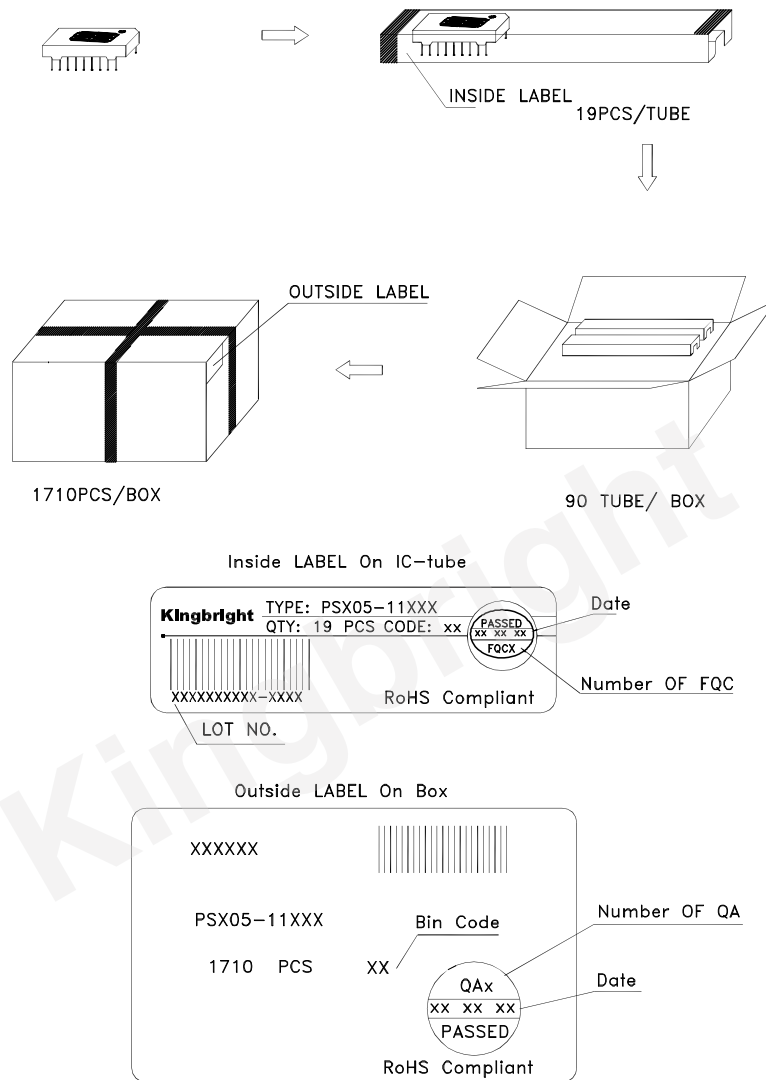 INSIDE LABEL
19PCS/TUBE
OUTSIDE LABEL
1710PCS/BOX
90 TUBE/ BOX
Inside LABEL On IC-tube
Kingbright
TYPE: PSX05-11XXX
QTY: 19 PCS CODE: xx
PASSED
xx xx xx
FQCX
Date
Number OF FQC
XXXXXXXXXX-XXXX
RoHS Compliant
LOT NO.
Outside LABEL On Box
XXXXXX
PSX05-11XXX
Bin Code
Number OF QA
1710 PCS
XX
QAx
Date
xx xx xx
PASSED
RoHS Compliant
Kingbright